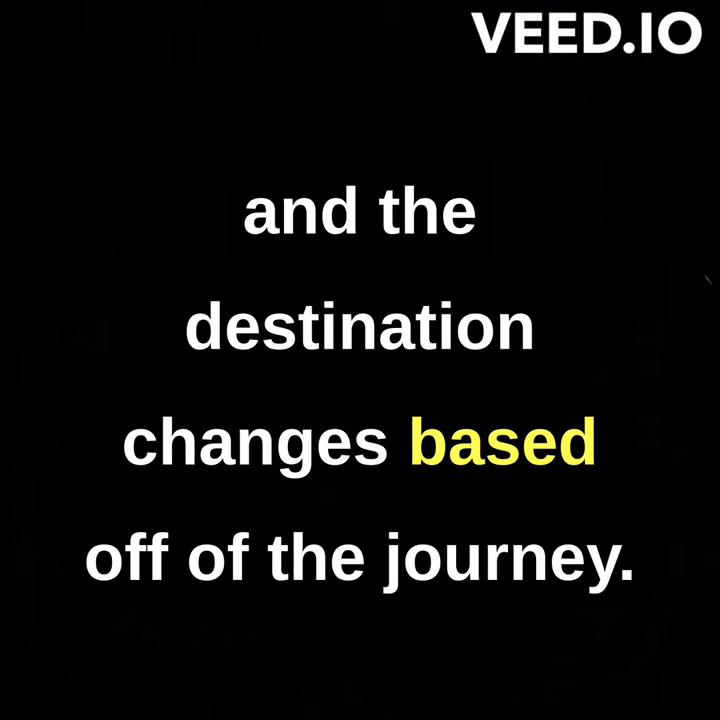 VEED.IO
and the
destination
changes based
off of the journey.